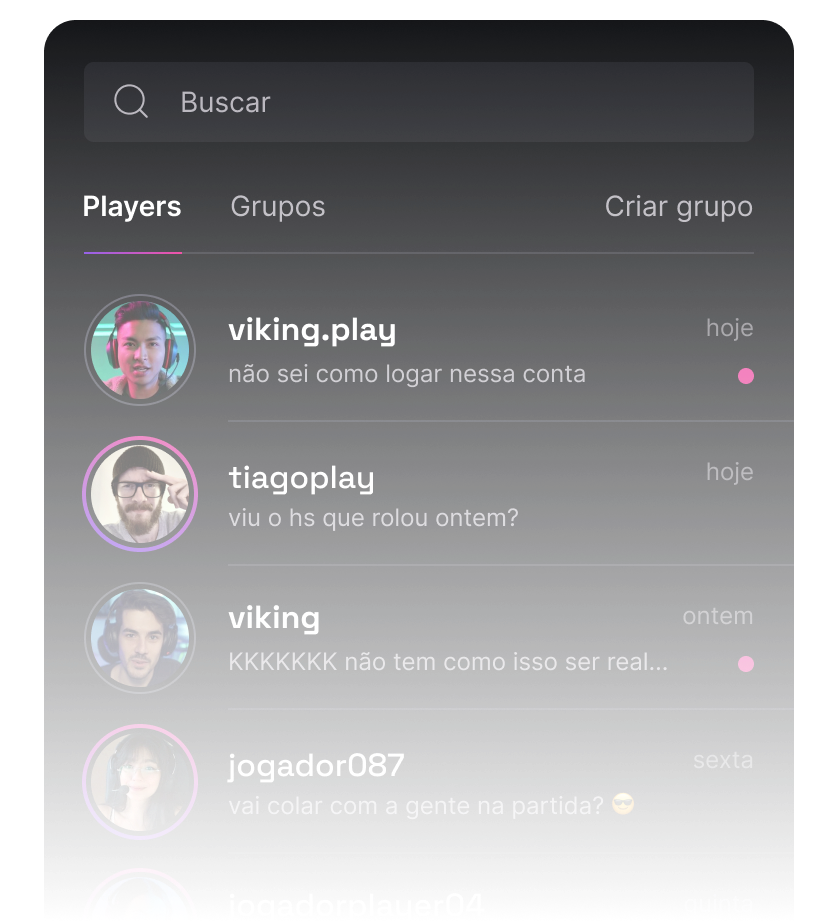 Buscar
Players Grupos Criar grupo
viking.play hoje
não sei como logar nessa conta
tiagoplay hoje
viu o hs que rolou ontem?
viking ontem
KKKKKKK não tem como isso ser real...
jogador087 sexta
vai colar com a gente na partida? 😎
jogadorplayer04